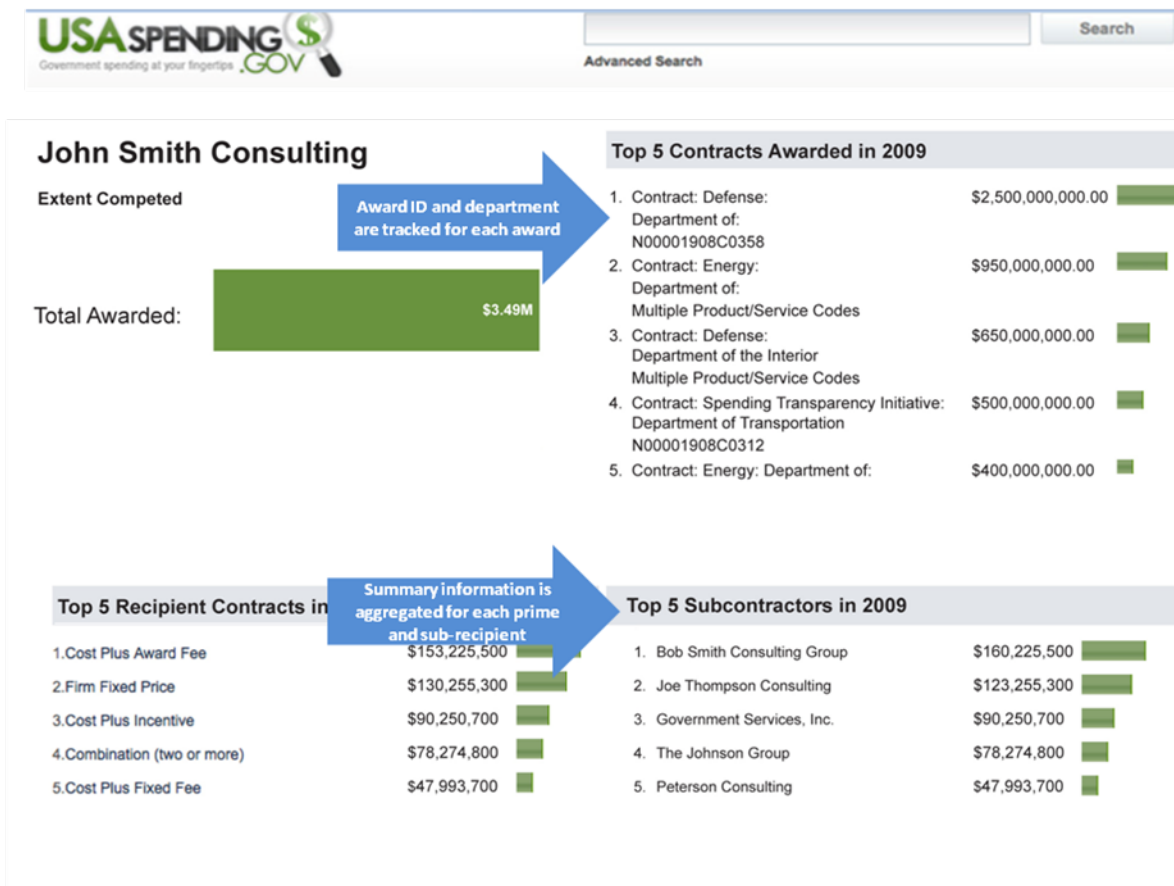 USASPENDING.GOV
Government spending at your fingertips
Search
Advanced Search
John Smith Consulting
Extent Competed
Award ID and department
are tracked for each award
Total Awarded:
$3.49M
Top 5 Contracts Awarded in 2009
1. Contract: Defense: $2,500,000,000.00
Department of:
N00001908C0358
2. Contract: Energy: $950,000,000.00
Department of:
Multiple Product/Service Codes
3. Contract: Defense: $650,000,000.00
Department of the Interior
Multiple Product/Service Codes
4. Contract: Spending Transparency Initiative: $500,000,000.00
Department of Transportation
N00001908C0312
5. Contract: Energy: Department of: $400,000,000.00
Top 5 Recipient Contracts in
Summary information is
aggregated for each prime
and sub-recipient
1.Cost Plus Award Fee $153,225,500
2.Firm Fixed Price $130,255,300
3.Cost Plus Incentive $90,250,700
4.Combination (two or more) $78,274,800
5.Cost Plus Fixed Fee $47,993,700
Top 5 Subcontractors in 2009
1. Bob Smith Consulting Group $160,225,500
2. Joe Thompson Consulting $123,255,300
3. Government Services, Inc. $90,250,700
4. The Johnson Group $78,274,800
5. Peterson Consulting $47,993,700